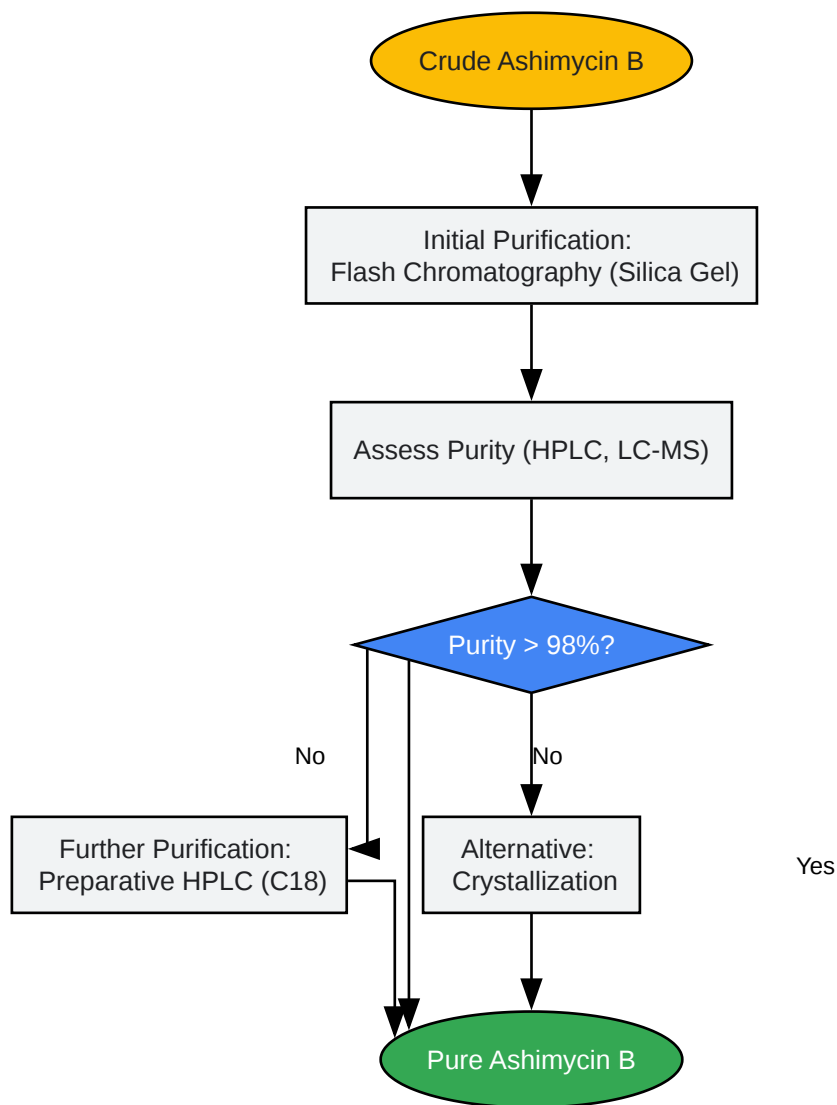 Crude Ashimycin B
Initial Purification:
Flash Chromatography (Silica Gel)
Assess Purity (HPLC, LC-MS)
Purity > 98%?
No
No
Further Purification:
Preparative HPLC (C18)
Alternative:
Crystallization
Yes
Pure Ashimycin B